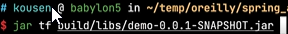 # kousen @ babylon5 in ~/temp/oreilly/spring_
$ jar tf build/libs/demo-0.0.1-SNAPSHOT.jar